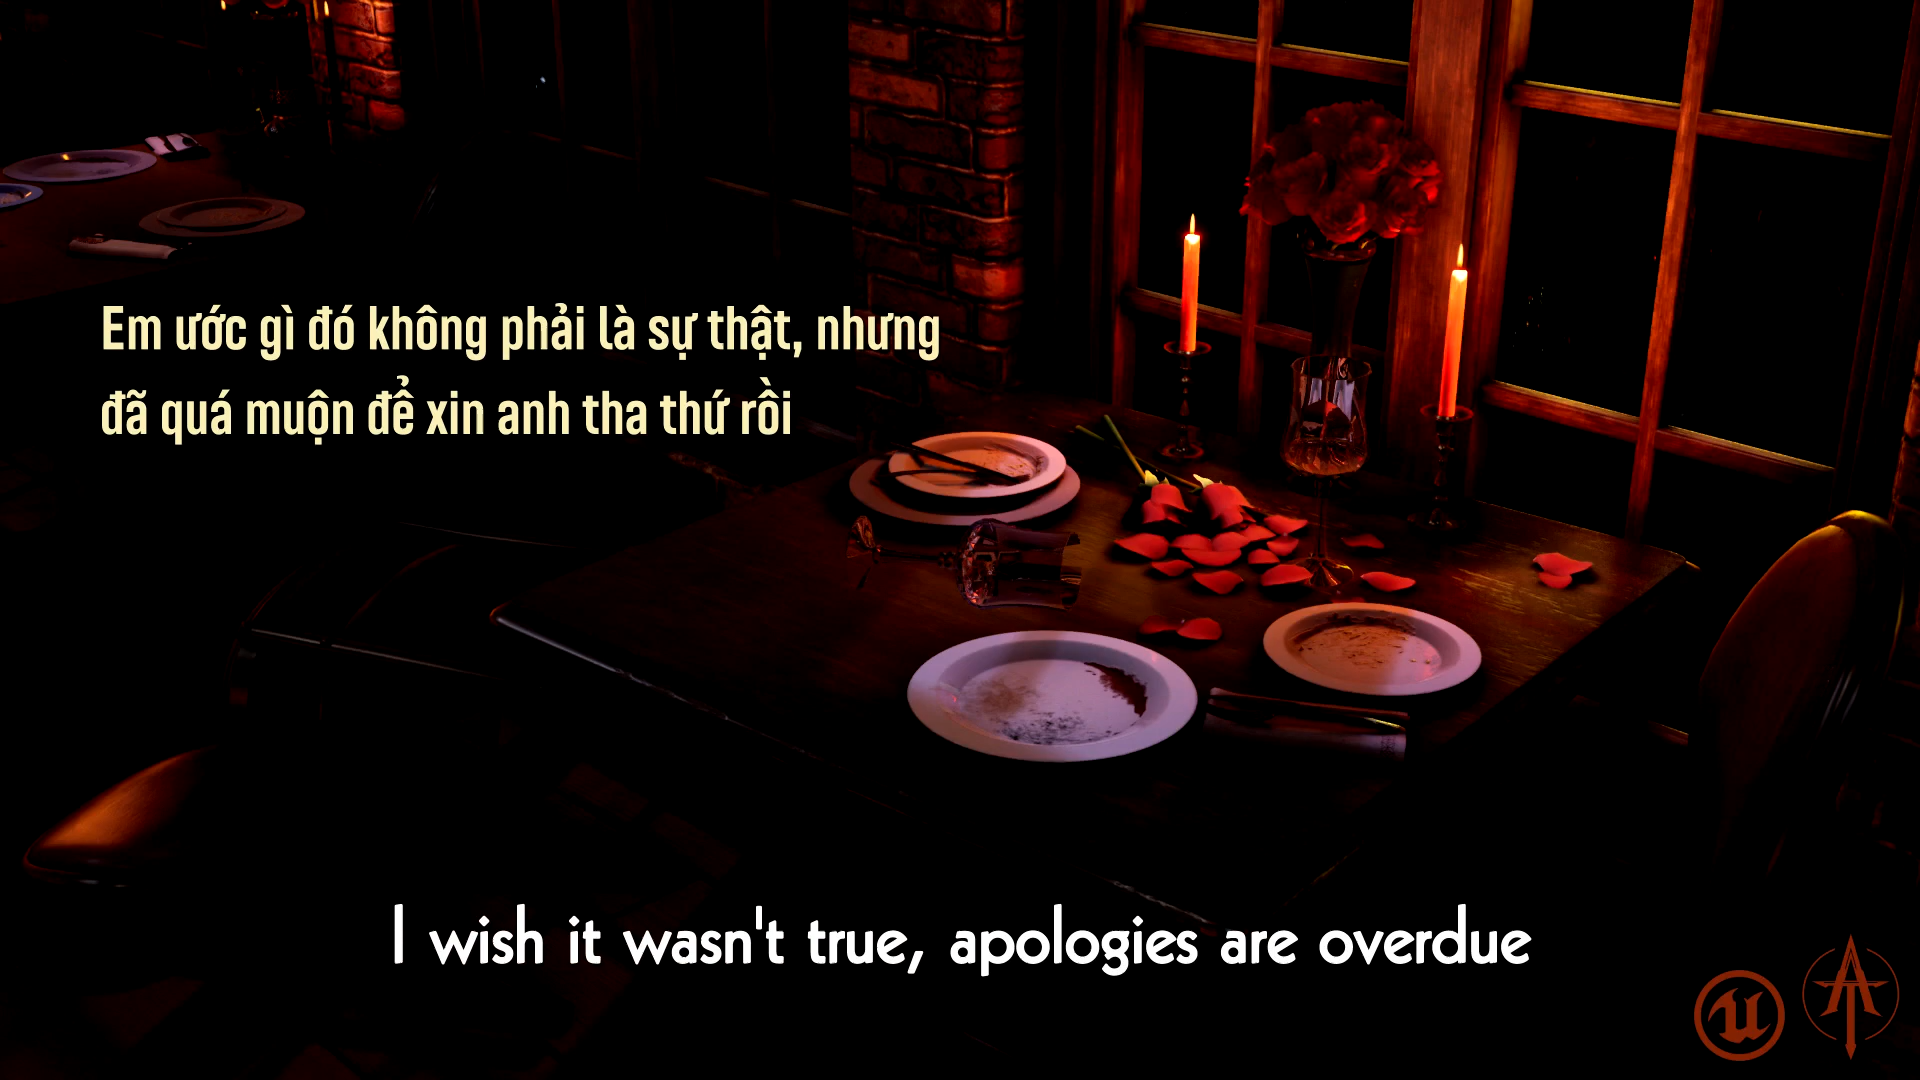 Em ước gì đó không phải là sự thật, nhưng
đã quá muộn để xin anh tha thứ rồi
I wish it wasn't true, apologies are overdue